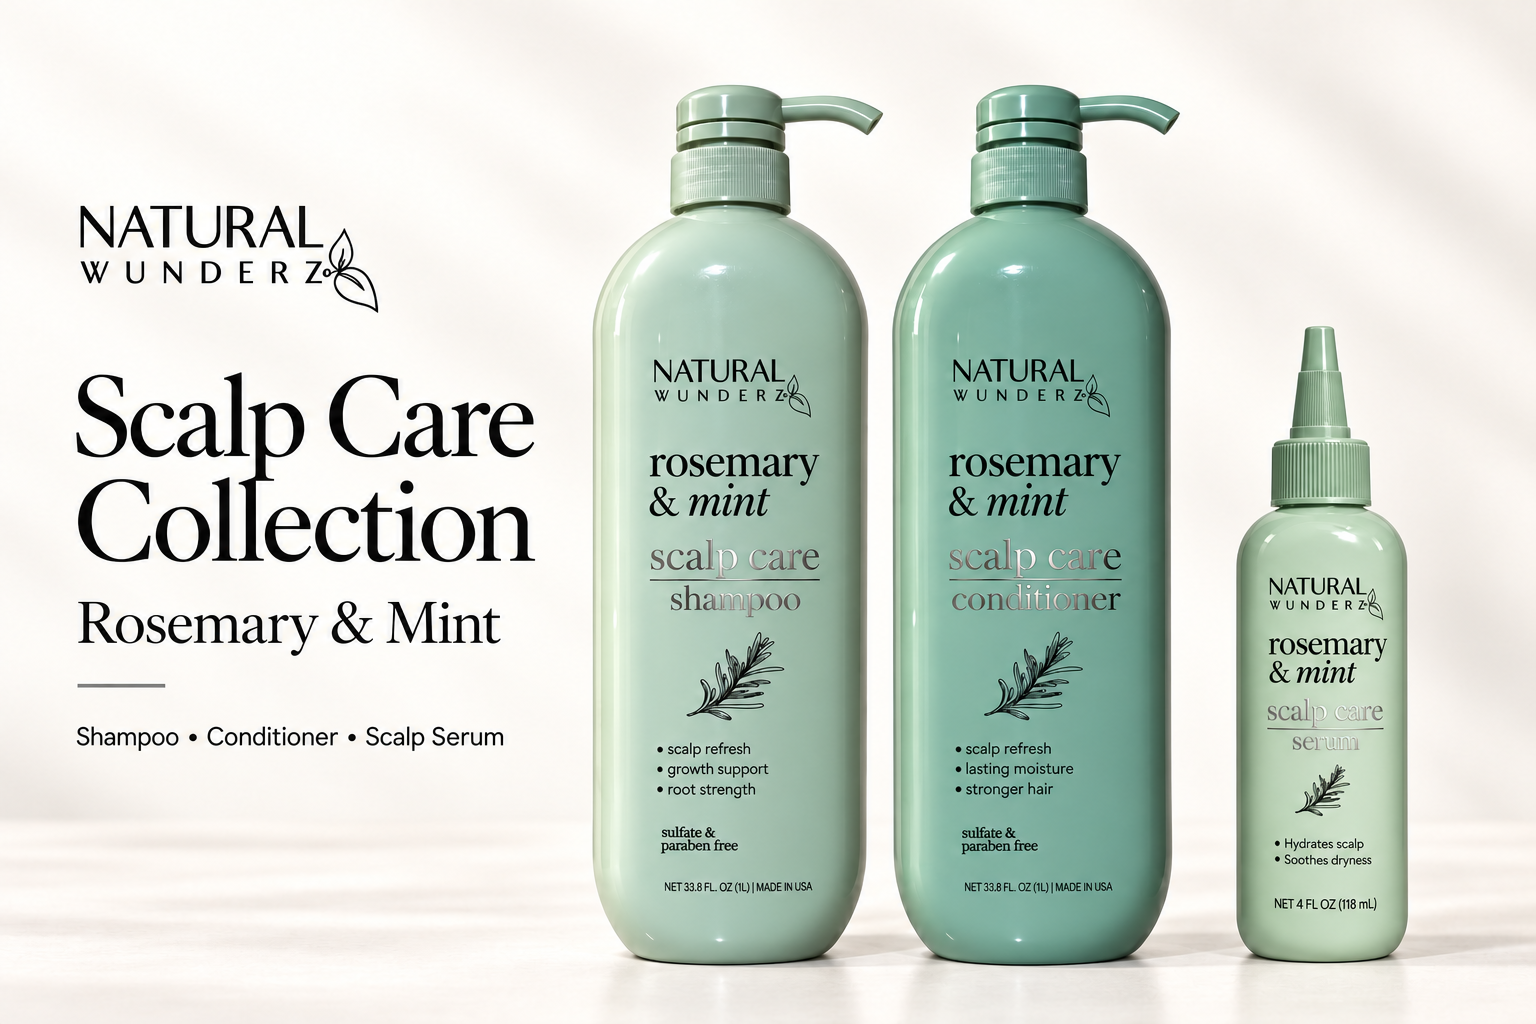 NATURAL
WUNDERZ
Scalp Care
Collection
Rosemary & Mint
Shampoo • Conditioner • Scalp Serum
NATURAL
WUNDERZ
rosemary
& mint
scalp care
shampoo
• scalp refresh
• growth support
• root strength
sulfate &
paraben free
NET 33.8 FL. OZ (1L) | MADE IN USA
NATURAL
WUNDERZ
rosemary
& mint
scalp care
conditioner
• scalp refresh
• lasting moisture
• stronger hair
sulfate &
paraben free
NET 33.8 FL. OZ (1L) | MADE IN USA
NATURAL
WUNDERZ
rosemary
& mint
scalp care
serum
• Hydrates scalp
• Soothes dryness
NET 4 FL OZ (118 mL)